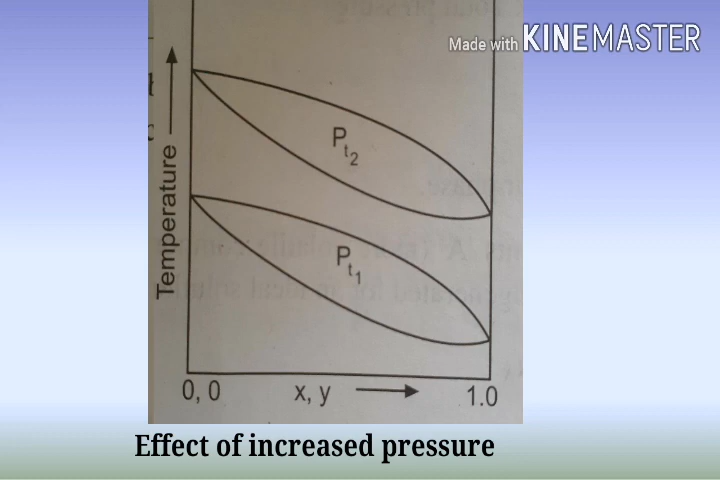 Made with KINEMASTER
Temperature
Pt2
Pt1
0, 0
x, y
1.0
Effect of increased pressure